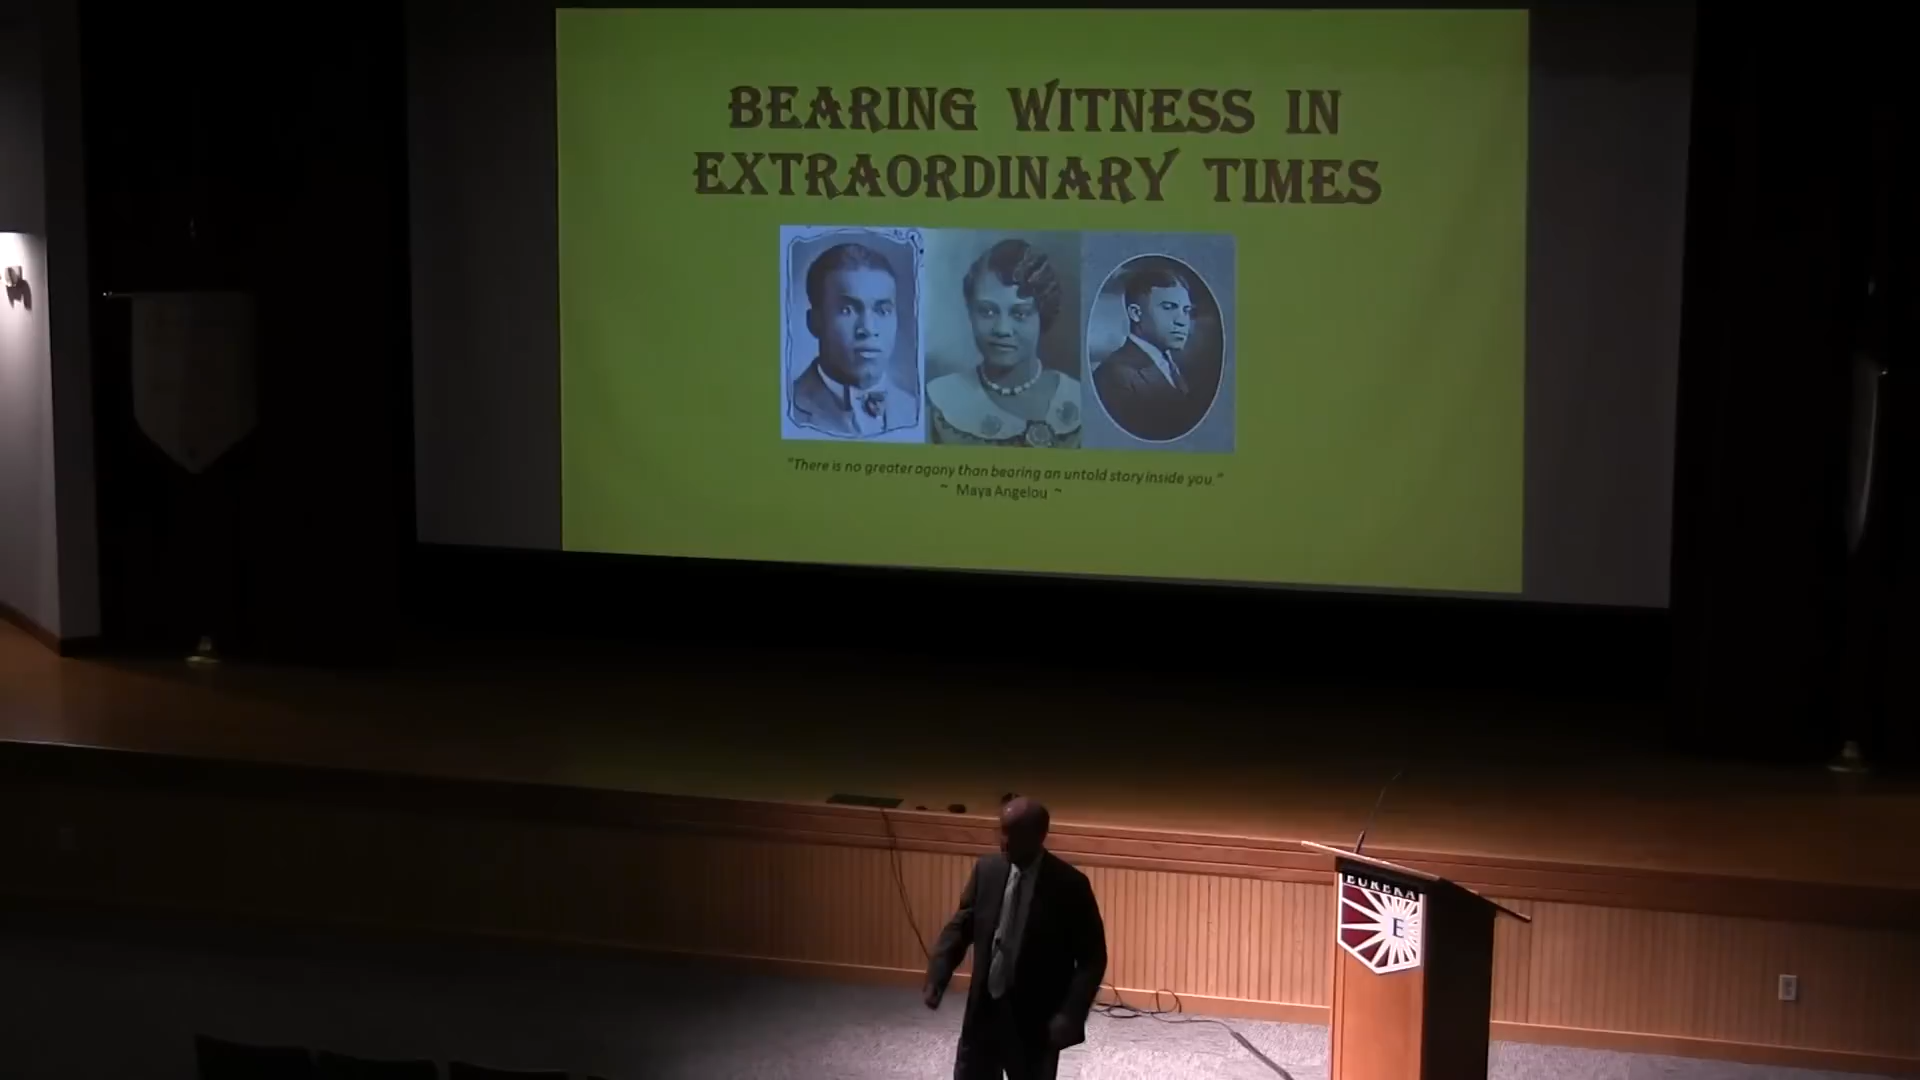 BEARING WITNESS IN
EXTRAORDINARY TIMES
"There is no greater agony than bearing an untold story inside you."
~ Maya Angelou ~
EUREKA
E